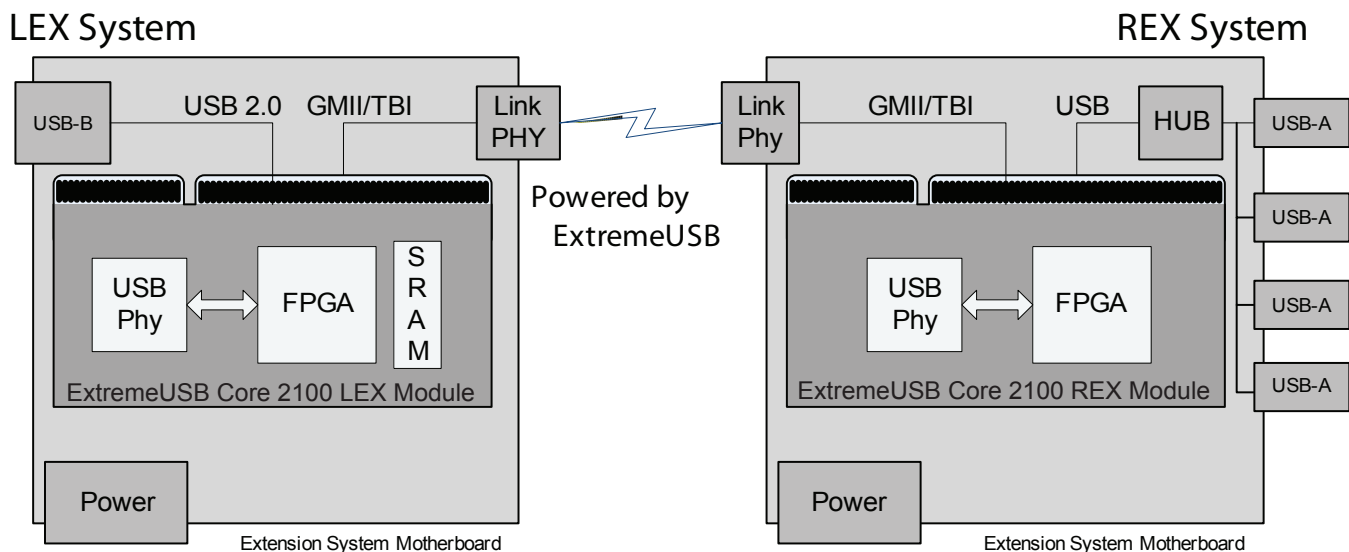 LEX System
REX System
USB-B
USB 2.0
GMII/TBI
Link
PHY
Powered by
ExtremeUSB
USB
Phy
FPGA
S
R
A
M
ExtremeUSB Core 2100 LEX Module
Power
Extension System Motherboard
Link
Phy
GMII/TBI
USB
HUB
USB-A
USB-A
USB-A
USB-A
USB
Phy
FPGA
ExtremeUSB Core 2100 REX Module
Power
Extension System Motherboard